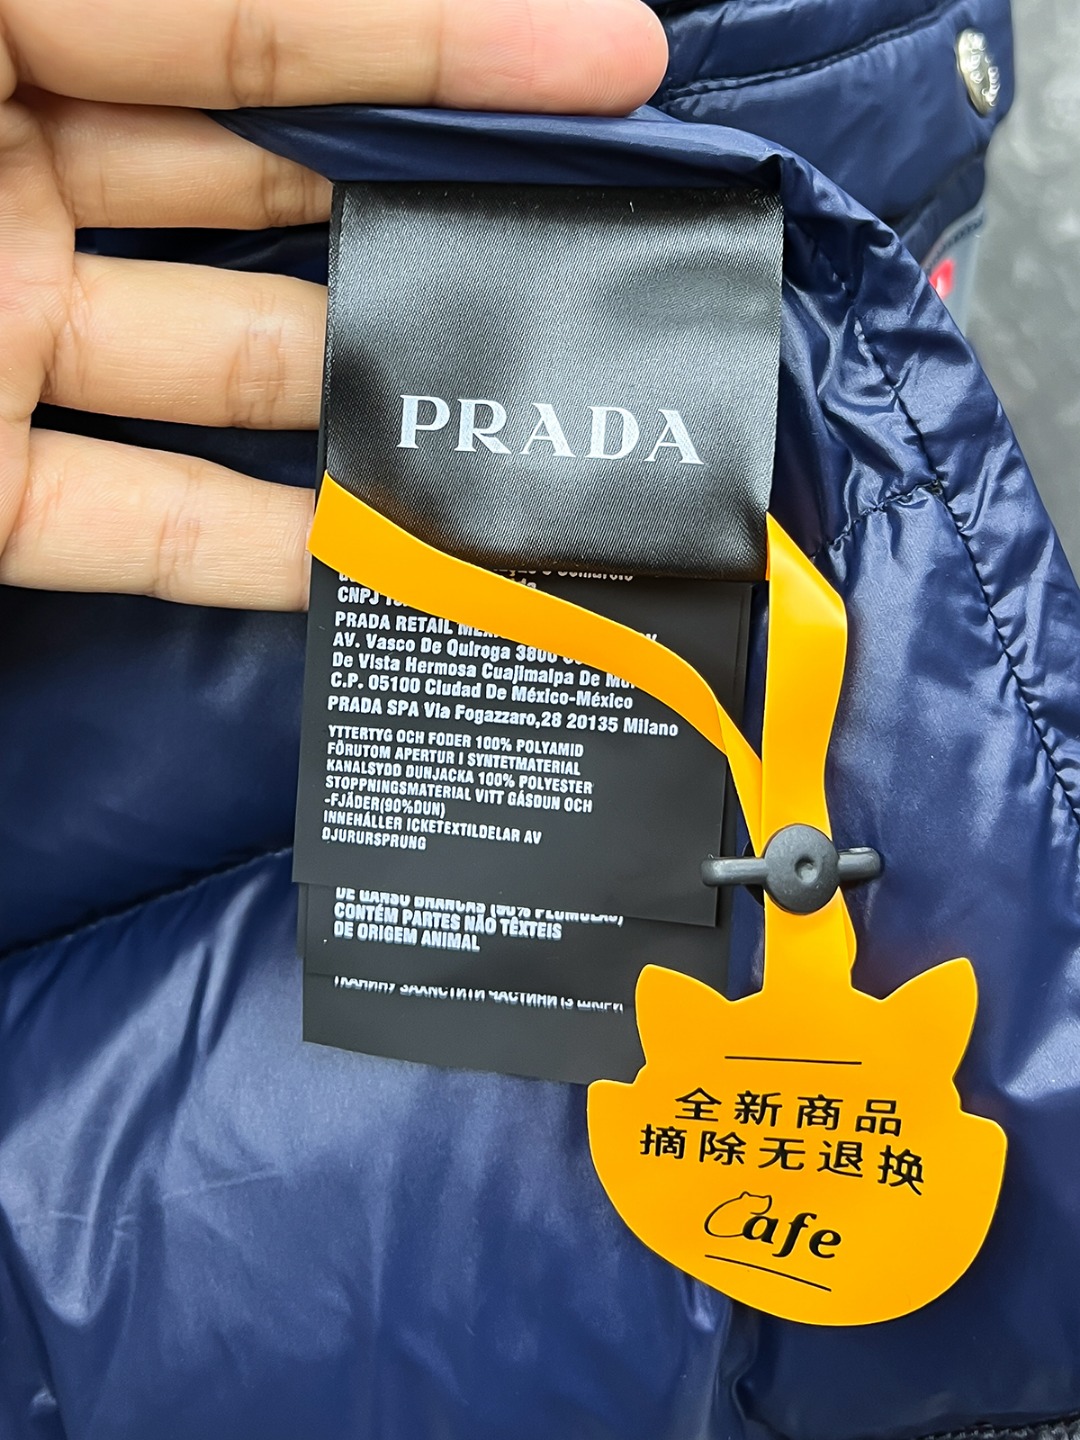 PRADA
CNPJ
PRADA RETAIL
AV. Vasco De Quiroga 3800
De Vista Hermosa Cuajimalpa De
C.P. 05100 Ciudad De México-México
PRADA SPA Via Fogazzaro,28 20135 Milano
YTTERTYG OCH FODER 100% POLYAMID
FÖRUTOM APERTUR I SYNTETMATERIAL
KANALSYDD DUNJACKA 100% POLYESTER
STOPPNINGSMATERIAL VITT GÅSDUN OCH
-FJÄDER(90%DUN)
INNEHÅLLER ICKETEXTILDELAR AV
DJURURSPRUNG
CONTÉM PARTES NÃO TÊXTEIS
DE ORIGEM ANIMAL
全新商品
摘除无退换
Cafe